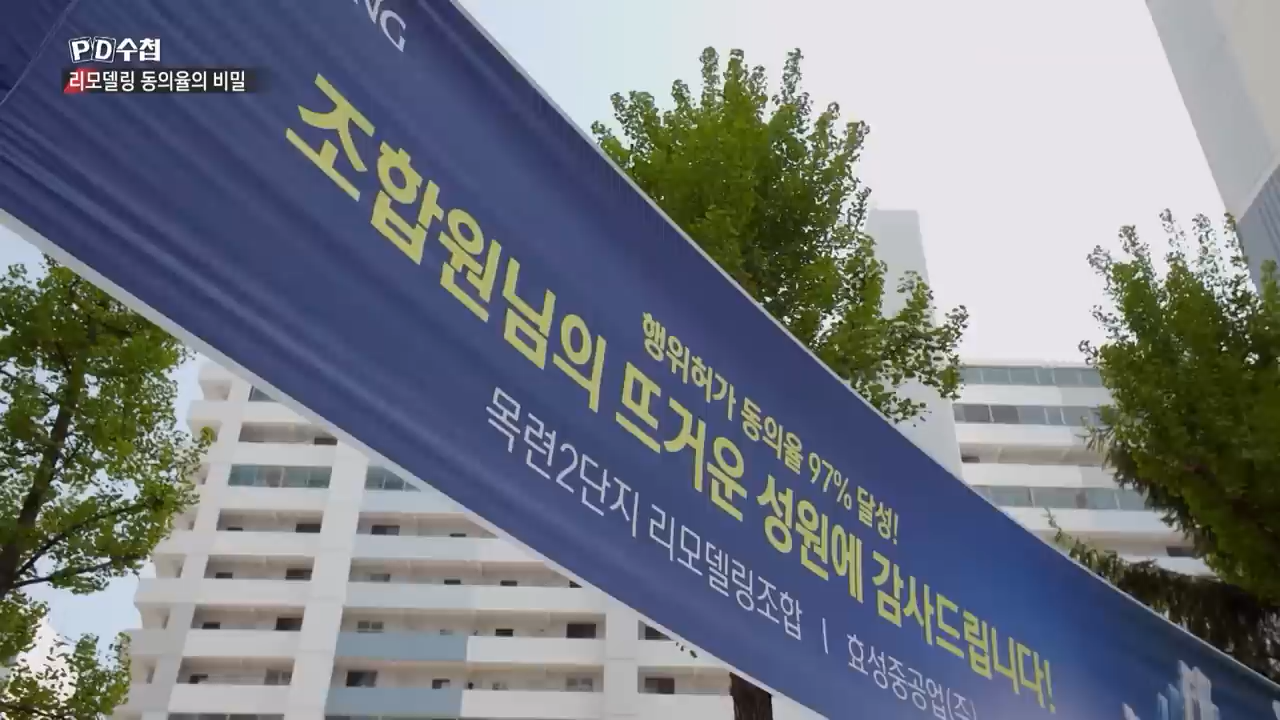 PD수첩
리모델링 동의율의 비밀
NG
행위허가 동의율 97% 달성!
조합원님의 뜨거운 성원에 감사드립니다!
목련2단지 리모델링조합 | 효성중공업(주)